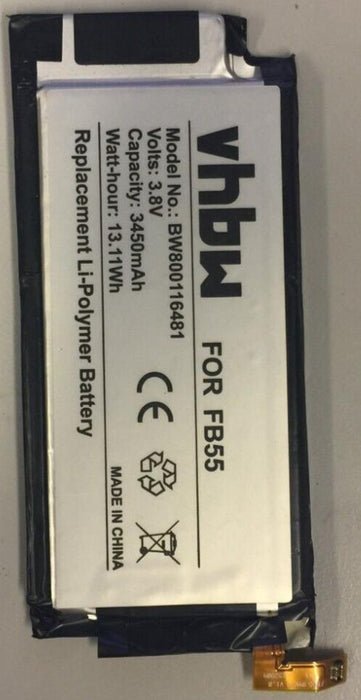 vhbw FOR FB55
Model No.: BW800116481
Volts: 3.8V
Capacity: 3450mAh
Watt-hour: 13.11Wh
Replacement Li-Polymer Battery
CE
MADE IN CHINA